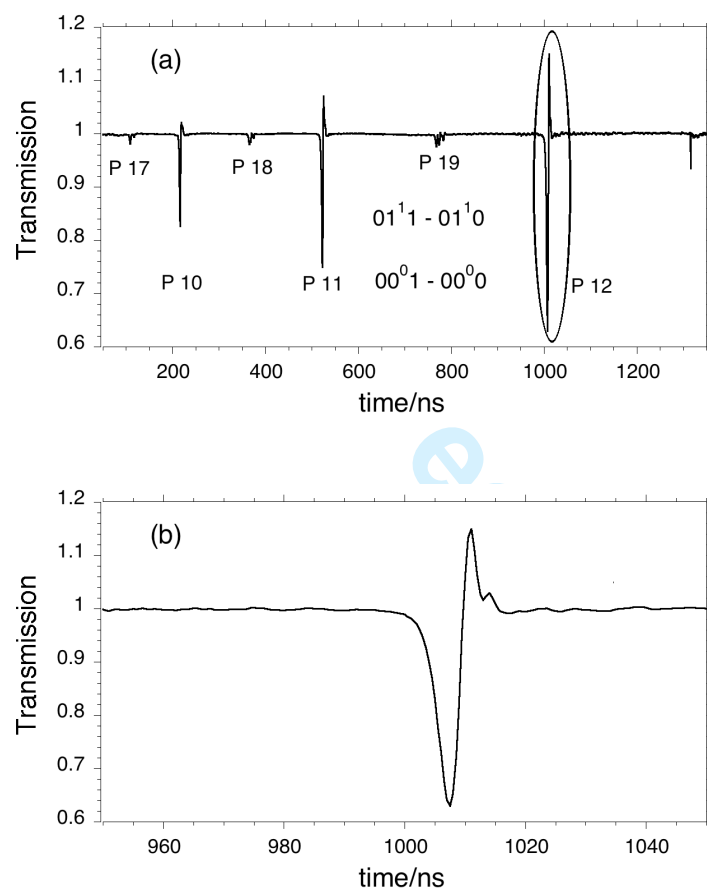 (a)
Transmission
1.2
1.1
1
0.9
0.8
0.7
0.6
P 17
P 18
P 19
01¹1 - 01¹0
P 10
P 11
00⁰1 - 00⁰0
P 12
200
400
600
800
1000
1200
time/ns
e
(b)
Transmission
1.2
1.1
1
0.9
0.8
0.7
0.6
960
980
1000
1020
1040
time/ns